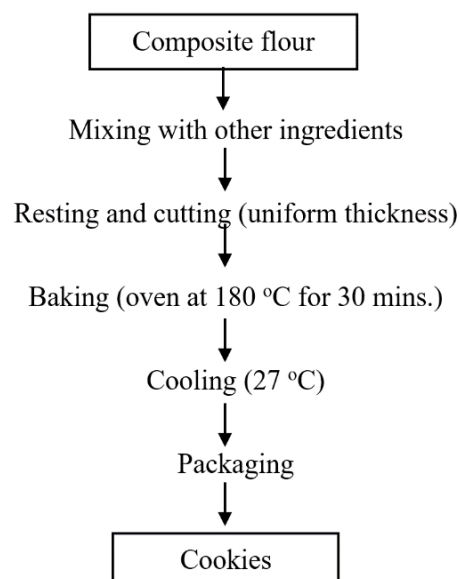 Composite flour
Mixing with other ingredients
Resting and cutting (uniform thickness)
Baking (oven at 180 °C for 30 mins.)
Cooling (27 °C)
Packaging
Cookies